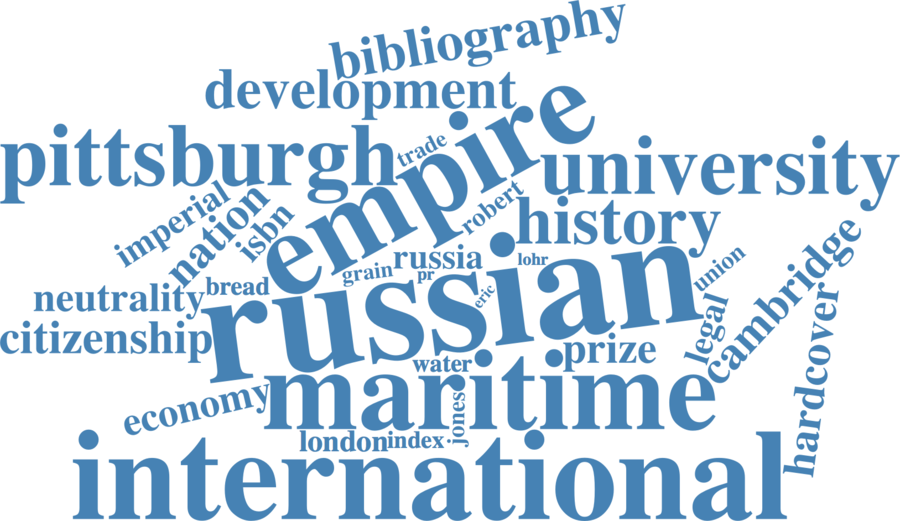 bibliography
development
pittsburgh
trade
empire
university
imperial
nation
isbn
robert
history
russia
lohr
grain
pr
bread
neutrality
eric
union
russian
citizenship
cambridge
legal
prize
water
maritime
hardcover
economy
jones
london
index
international